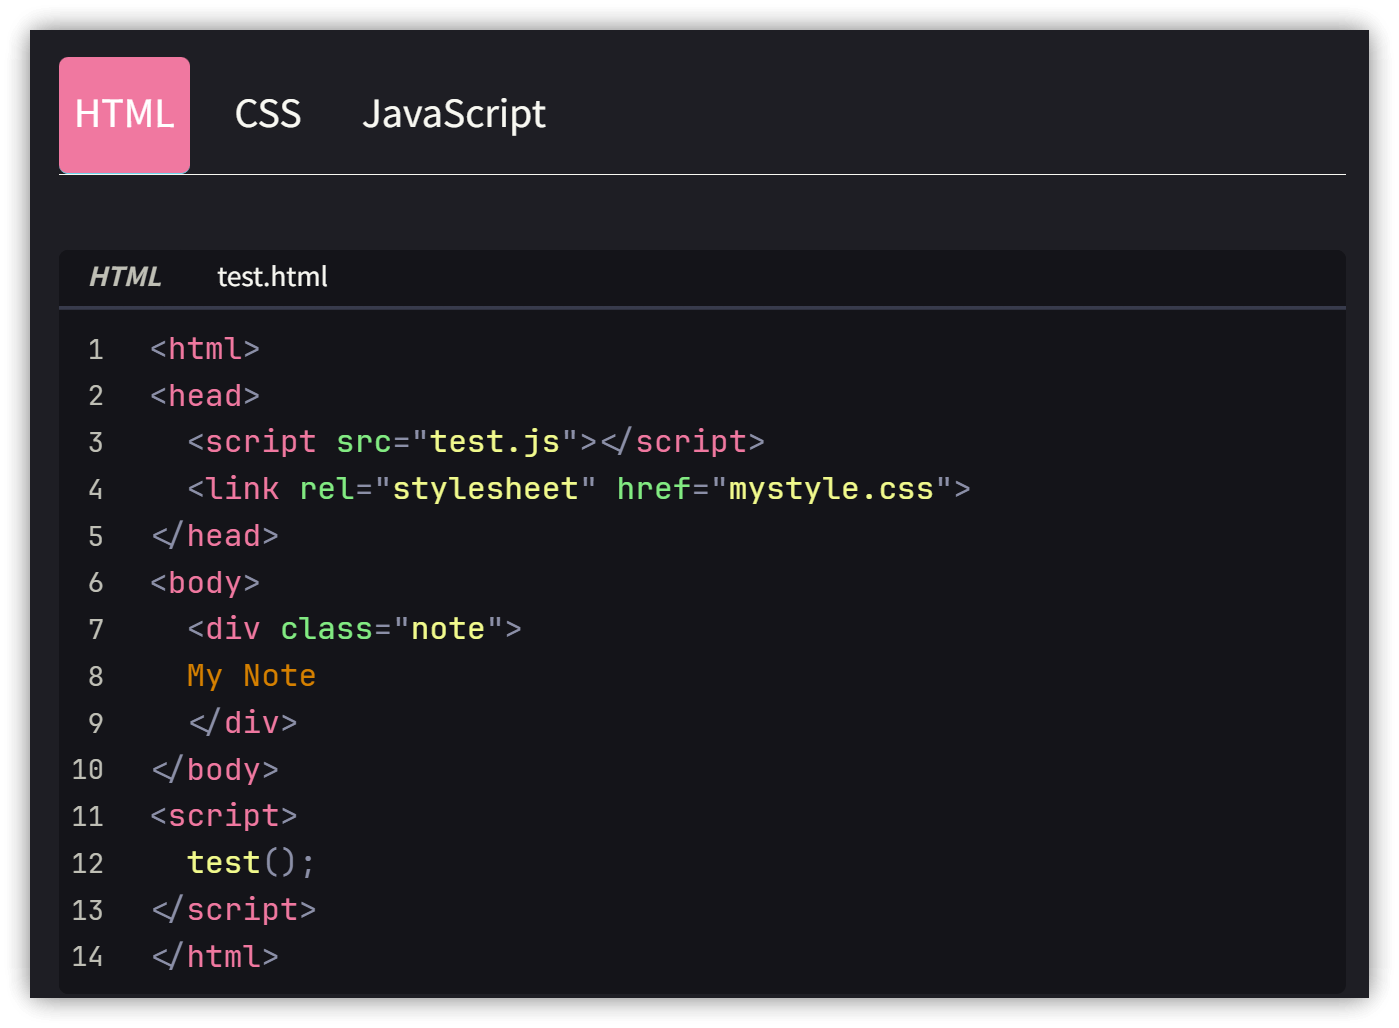 HTML CSS JavaScript
HTML test.html
1 <html>
2 <head>
3   <script src="test.js"></script>
4   <link rel="stylesheet" href="mystyle.css">
5 </head>
6 <body>
7   <div class="note">
8   My Note
9   </div>
10 </body>
11 <script>
12   test();
13 </script>
14 </html>